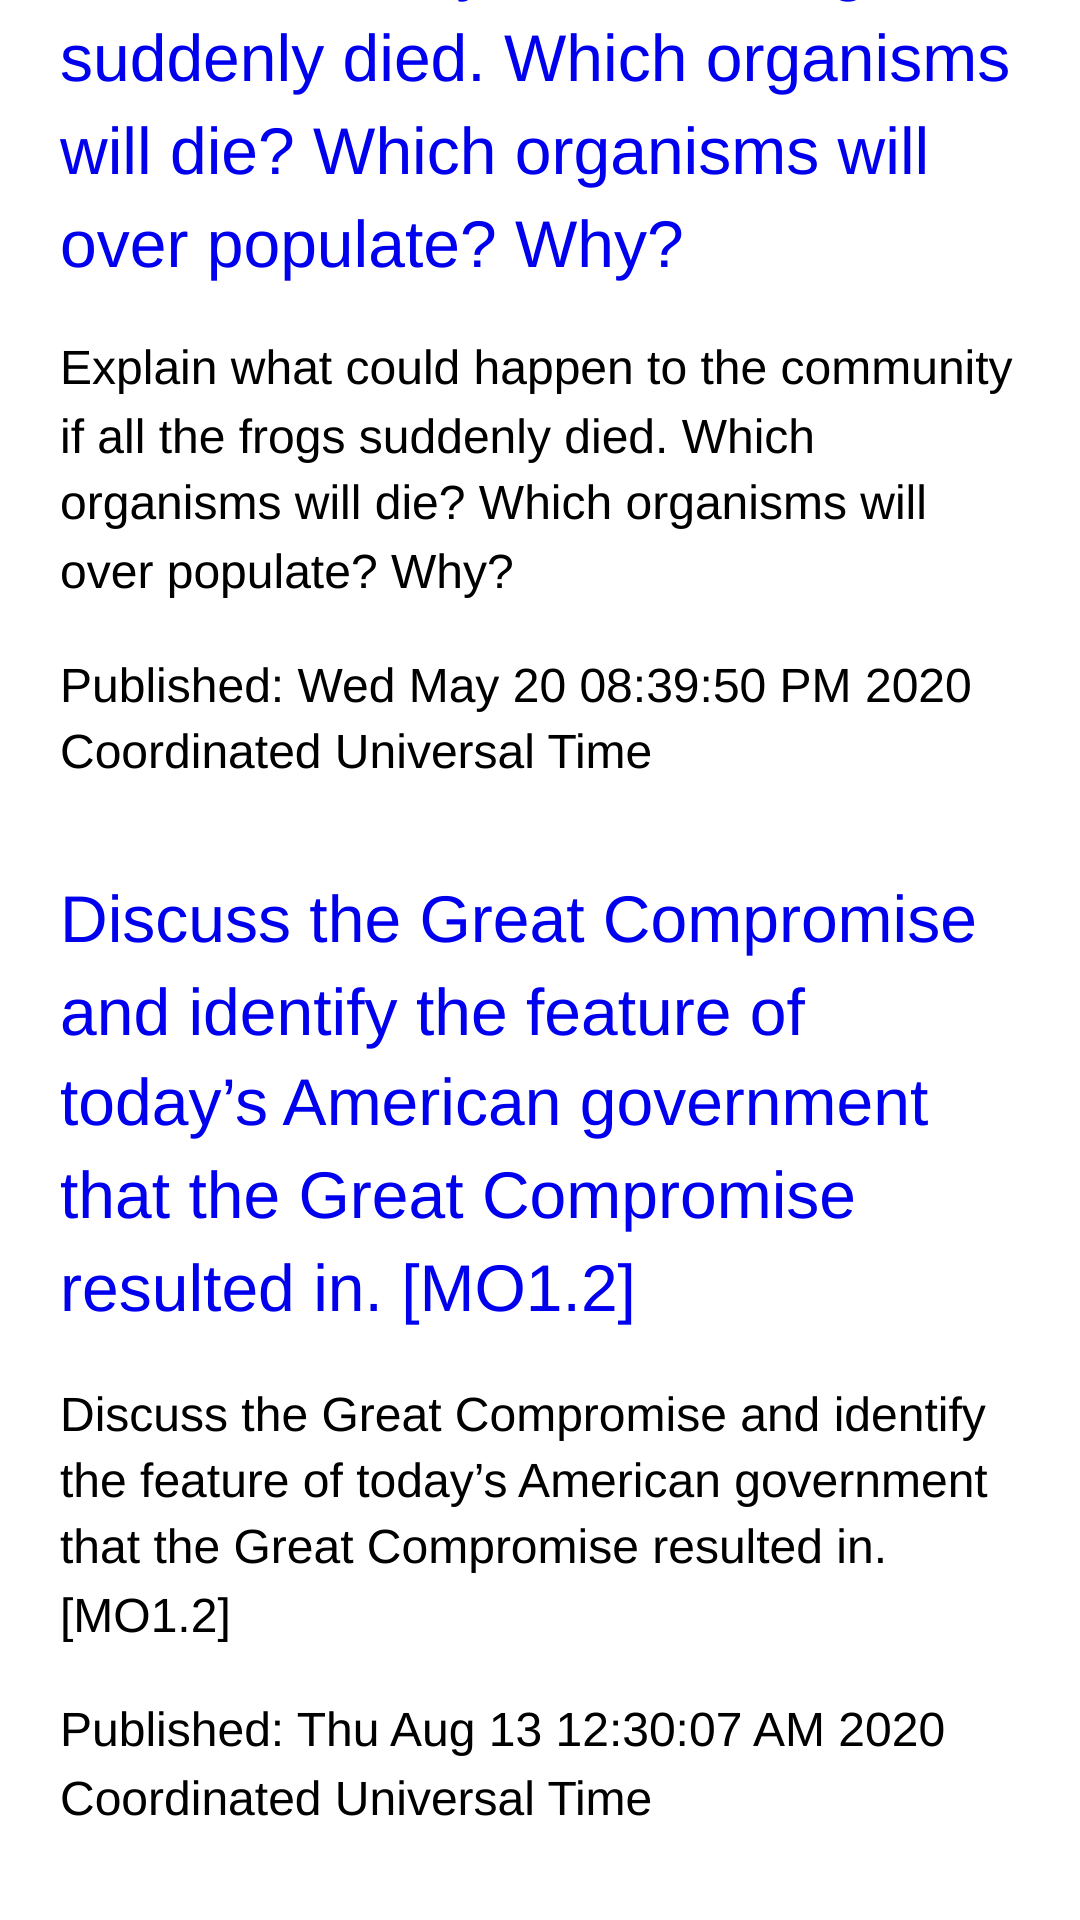 suddenly died. Which organisms
will die? Which organisms will
over populate? Why?
Explain what could happen to the community
if all the frogs suddenly died. Which
organisms will die? Which organisms will
over populate? Why?
Published: Wed May 20 08:39:50 PM 2020
Coordinated Universal Time
Discuss the Great Compromise
and identify the feature of
today’s American government
that the Great Compromise
resulted in. [MO1.2]
Discuss the Great Compromise and identify
the feature of today’s American government
that the Great Compromise resulted in.
[MO1.2]
Published: Thu Aug 13 12:30:07 AM 2020
Coordinated Universal Time